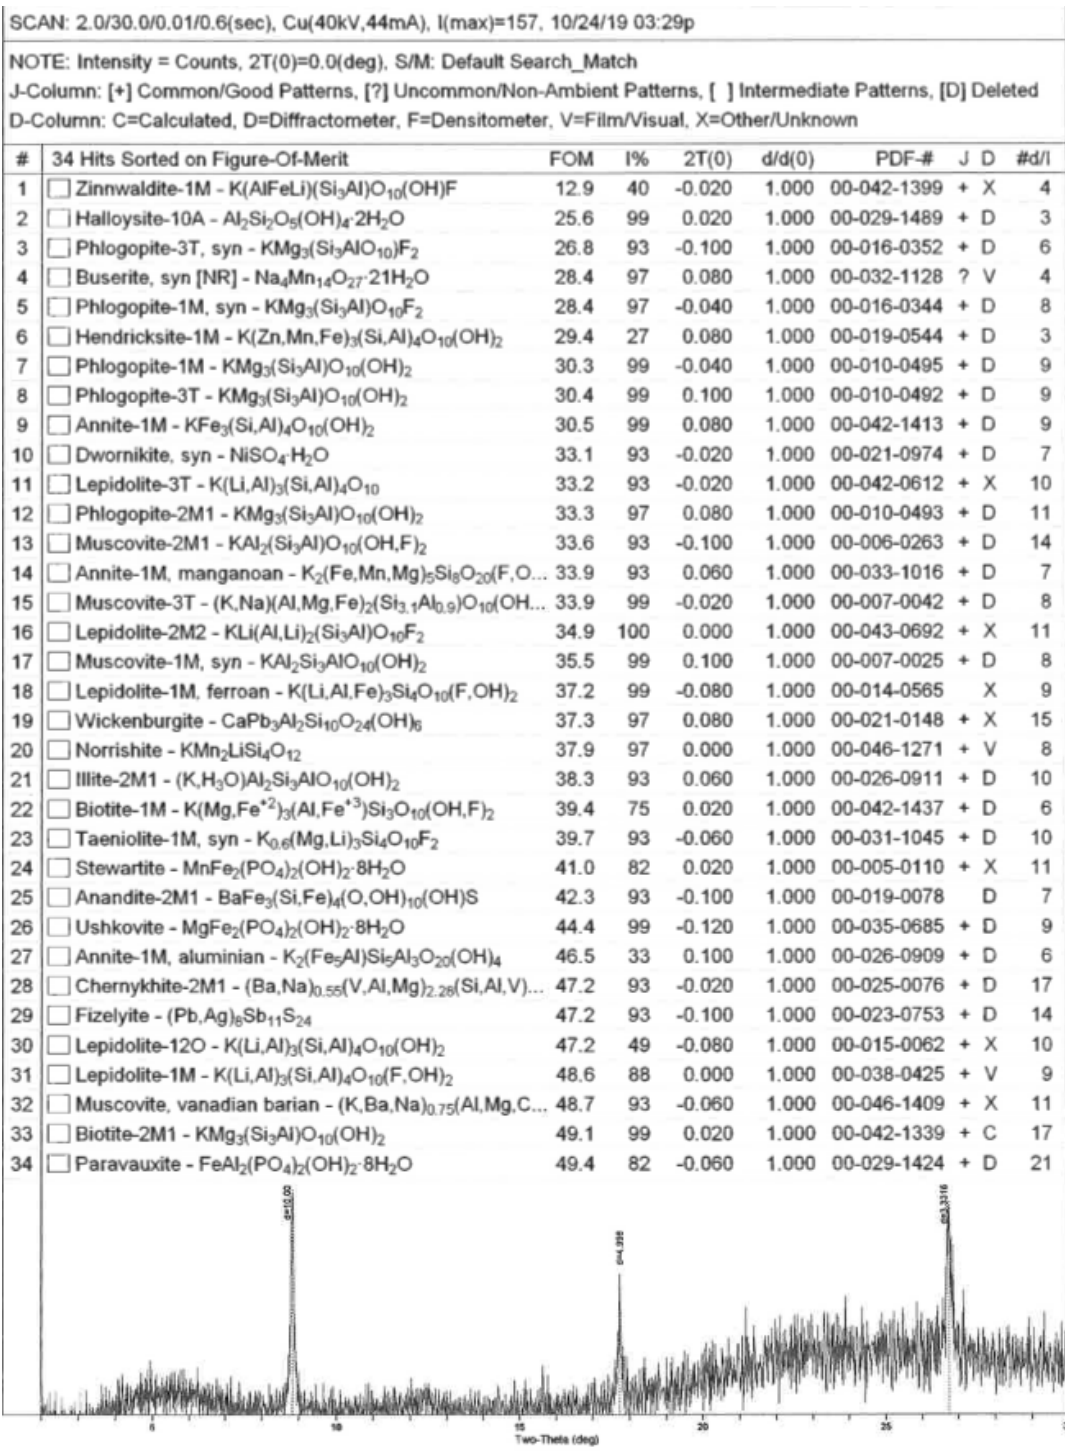 SCAN: 2.0/30.0/0.01/0.6(sec), Cu(40kV,44mA), I(max)=157, 10/24/19 03:29p
NOTE: Intensity = Counts, 2T(0)=0.0(deg), S/M: Default Search_Match
J-Column: [+] Common/Good Patterns, [?] Uncommon/Non-Ambient Patterns, [ ] Intermediate Patterns, [D] Deleted
D-Column: C=Calculated, D=Diffractometer, F=Densitometer, V=Film/Visual, X=Other/Unknown
# 34 Hits Sorted on Figure-Of-Merit FOM I% 2T(0) d/d(0) PDF-# J D #d/I
1 Zinnwaldite-1M - K(AlFeLi)(Si₃Al)O₁₀(OH)F 12.9 40 -0.020 1.000 00-042-1399 + X 4
2 Halloysite-10A - Al₂Si₂O₅(OH)₄·2H₂O 25.6 99 0.020 1.000 00-029-1489 + D 3
3 Phlogopite-3T, syn - KMg₃(Si₃AlO₁₀)F₂ 26.8 93 -0.100 1.000 00-016-0352 + D 6
4 Buserite, syn [NR] - Na₄Mn₁₄O₂₇·21H₂O 28.4 97 0.080 1.000 00-032-1128 ? V 4
5 Phlogopite-1M, syn - KMg₃(Si₃Al)O₁₀F₂ 28.4 97 -0.040 1.000 00-016-0344 + D 8
6 Hendricksite-1M - K(Zn,Mn,Fe)₃(Si,Al)₄O₁₀(OH)₂ 29.4 27 0.080 1.000 00-019-0544 + D 3
7 Phlogopite-1M - KMg₃(Si₃Al)O₁₀(OH)₂ 30.3 99 -0.040 1.000 00-010-0495 + D 9
8 Phlogopite-3T - KMg₃(Si₃Al)O₁₀(OH)₂ 30.4 99 0.100 1.000 00-010-0492 + D 9
9 Annite-1M - KFe₃(Si,Al)₄O₁₀(OH)₂ 30.5 99 0.080 1.000 00-042-1413 + D 9
10 Dwornikite, syn - NiSO₄·H₂O 33.1 93 -0.020 1.000 00-021-0974 + D 7
11 Lepidolite-3T - K(Li,Al)₃(Si,Al)₄O₁₀ 33.2 93 -0.020 1.000 00-042-0612 + X 10
12 Phlogopite-2M1 - KMg₃(Si₃Al)O₁₀(OH)₂ 33.3 97 0.080 1.000 00-010-0493 + D 11
13 Muscovite-2M1 - KAl₂(Si₃Al)O₁₀(OH,F)₂ 33.6 93 -0.100 1.000 00-006-0263 + D 14
14 Annite-1M, manganoan - K₂(Fe,Mn,Mg)₅Si₈O₂₀(F,O... 33.9 93 0.060 1.000 00-033-1016 + D 7
15 Muscovite-3T - (K,Na)(Al,Mg,Fe)₂(Si₃.₁Al₀.₉)O₁₀(OH... 33.9 99 -0.020 1.000 00-007-0042 + D 8
16 Lepidolite-2M2 - KLi(Al,Li)₂(Si₃Al)O₁₀F₂ 34.9 100 0.000 1.000 00-043-0692 + X 11
17 Muscovite-1M, syn - KAl₂Si₃AlO₁₀(OH)₂ 35.5 99 0.100 1.000 00-007-0025 + D 8
18 Lepidolite-1M, ferroan - K(Li,Al,Fe)₃Si₄O₁₀(F,OH)₂ 37.2 99 -0.080 1.000 00-014-0565 X 9
19 Wickenburgite - CaPb₃Al₂Si₁₀O₂₄(OH)₆ 37.3 97 0.080 1.000 00-021-0148 + X 15
20 Norrishite - KMn₂LiSi₄O₁₂ 37.9 97 0.000 1.000 00-046-1271 + V 8
21 Illite-2M1 - (K,H₃O)Al₂Si₃AlO₁₀(OH)₂ 38.3 93 0.060 1.000 00-026-0911 + D 10
22 Biotite-1M - K(Mg,Fe⁺²)₃(Al,Fe⁺³)Si₃O₁₀(OH,F)₂ 39.4 75 0.020 1.000 00-042-1437 + D 6
23 Taeniolite-1M, syn - K₀.₆(Mg,Li)₃Si₄O₁₀F₂ 39.7 93 -0.060 1.000 00-031-1045 + D 10
24 Stewartite - MnFe₂(PO₄)₂(OH)₂·8H₂O 41.0 82 0.020 1.000 00-005-0110 + X 11
25 Anandite-2M1 - BaFe₃(Si,Fe)₄(O,OH)₁₀(OH)S 42.3 93 -0.100 1.000 00-019-0078 D 7
26 Ushkovite - MgFe₂(PO₄)₂(OH)₂·8H₂O 44.4 99 -0.120 1.000 00-035-0685 + D 9
27 Annite-1M, aluminian - K₂(Fe₅Al)Si₅Al₃O₂₀(OH)₄ 46.5 33 0.100 1.000 00-026-0909 + D 6
28 Chernykhite-2M1 - (Ba,Na)₀.₅₅(V,Al,Mg)₂.₂₈(Si,Al,V)... 47.2 93 -0.020 1.000 00-025-0076 + D 17
29 Fizelyite - (Pb,Ag)₈Sb₁₁S₂₄ 47.2 93 -0.100 1.000 00-023-0753 + D 14
30 Lepidolite-12O - K(Li,Al)₃(Si,Al)₄O₁₀(OH)₂ 47.2 49 -0.080 1.000 00-015-0062 + X 10
31 Lepidolite-1M - K(Li,Al)₃(Si,Al)₄O₁₀(F,OH)₂ 48.6 88 0.000 1.000 00-038-0425 + V 9
32 Muscovite, vanadian barian - (K,Ba,Na)₀.₇₅(Al,Mg,C... 48.7 93 -0.060 1.000 00-046-1409 + X 11
33 Biotite-2M1 - KMg₃(Si₃Al)O₁₀(OH)₂ 49.1 99 0.020 1.000 00-042-1339 + C 17
34 Paravauxite - FeAl₂(PO₄)₂(OH)₂·8H₂O 49.4 82 -0.060 1.000 00-029-1424 + D 21
d=10.00
d=4.998
d=3.3316
5 10 15 20 25
Two-Theta (deg)